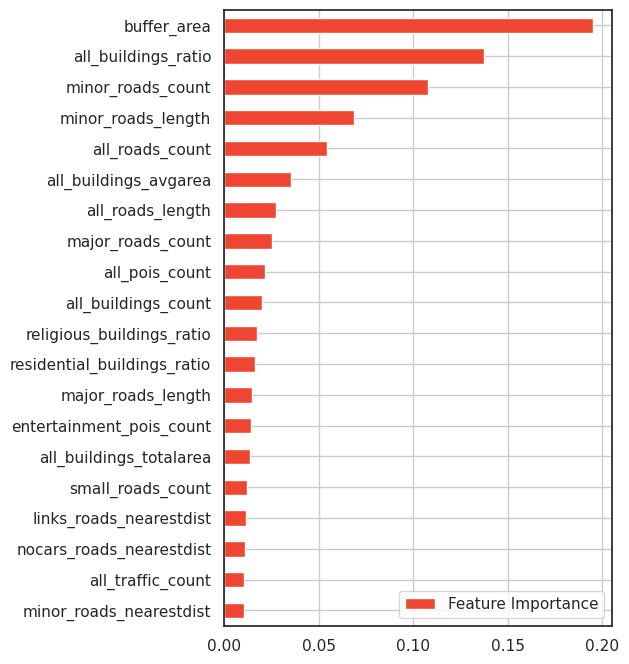 buffer_area
all_buildings_ratio
minor_roads_count
minor_roads_length
all_roads_count
all_buildings_avgarea
all_roads_length
major_roads_count
all_pois_count
all_buildings_count
religious_buildings_ratio
residential_buildings_ratio
major_roads_length
entertainment_pois_count
all_buildings_totalarea
small_roads_count
links_roads_nearestdist
nocars_roads_nearestdist
all_traffic_count
minor_roads_nearestdist
Feature Importance
0.00 0.05 0.10 0.15 0.20